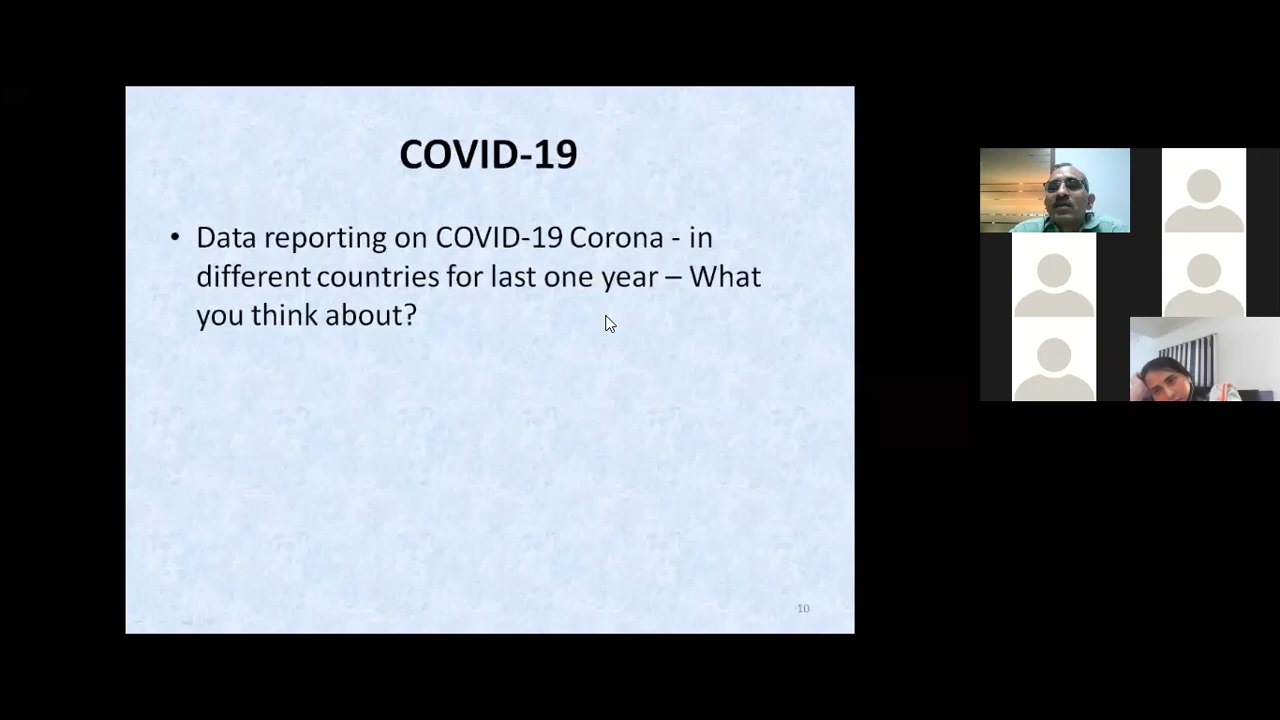 COVID-19
• Data reporting on COVID-19 Corona - in
different countries for last one year – What
you think about?
10